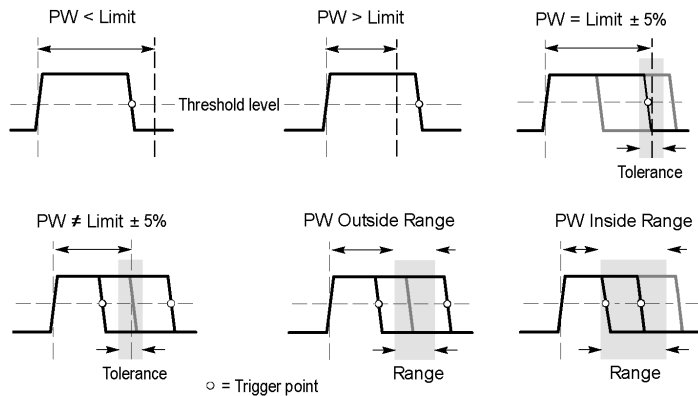 PW < Limit
PW > Limit
PW = Limit ± 5%
Threshold level
Tolerance
PW ≠ Limit ± 5%
PW Outside Range
PW Inside Range
Tolerance
Range
Range
= Trigger point